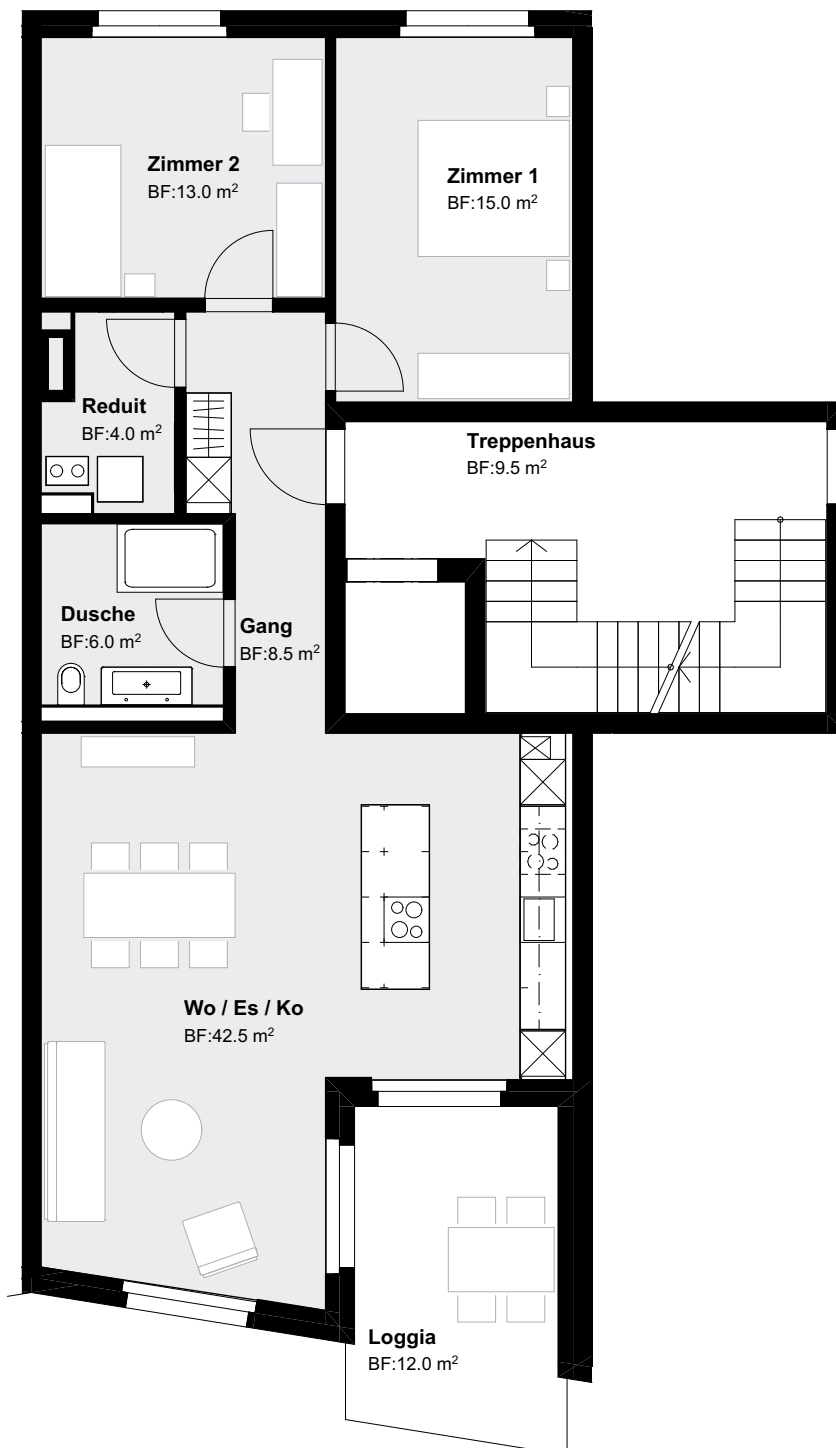 Zimmer 2
BF:13.0 m²
Zimmer 1
BF:15.0 m²
Reduit
BF:4.0 m²
Treppenhaus
BF:9.5 m²
Dusche
BF:6.0 m²
Gang
BF:8.5 m²
Wo / Es / Ko
BF:42.5 m²
Loggia
BF:12.0 m²